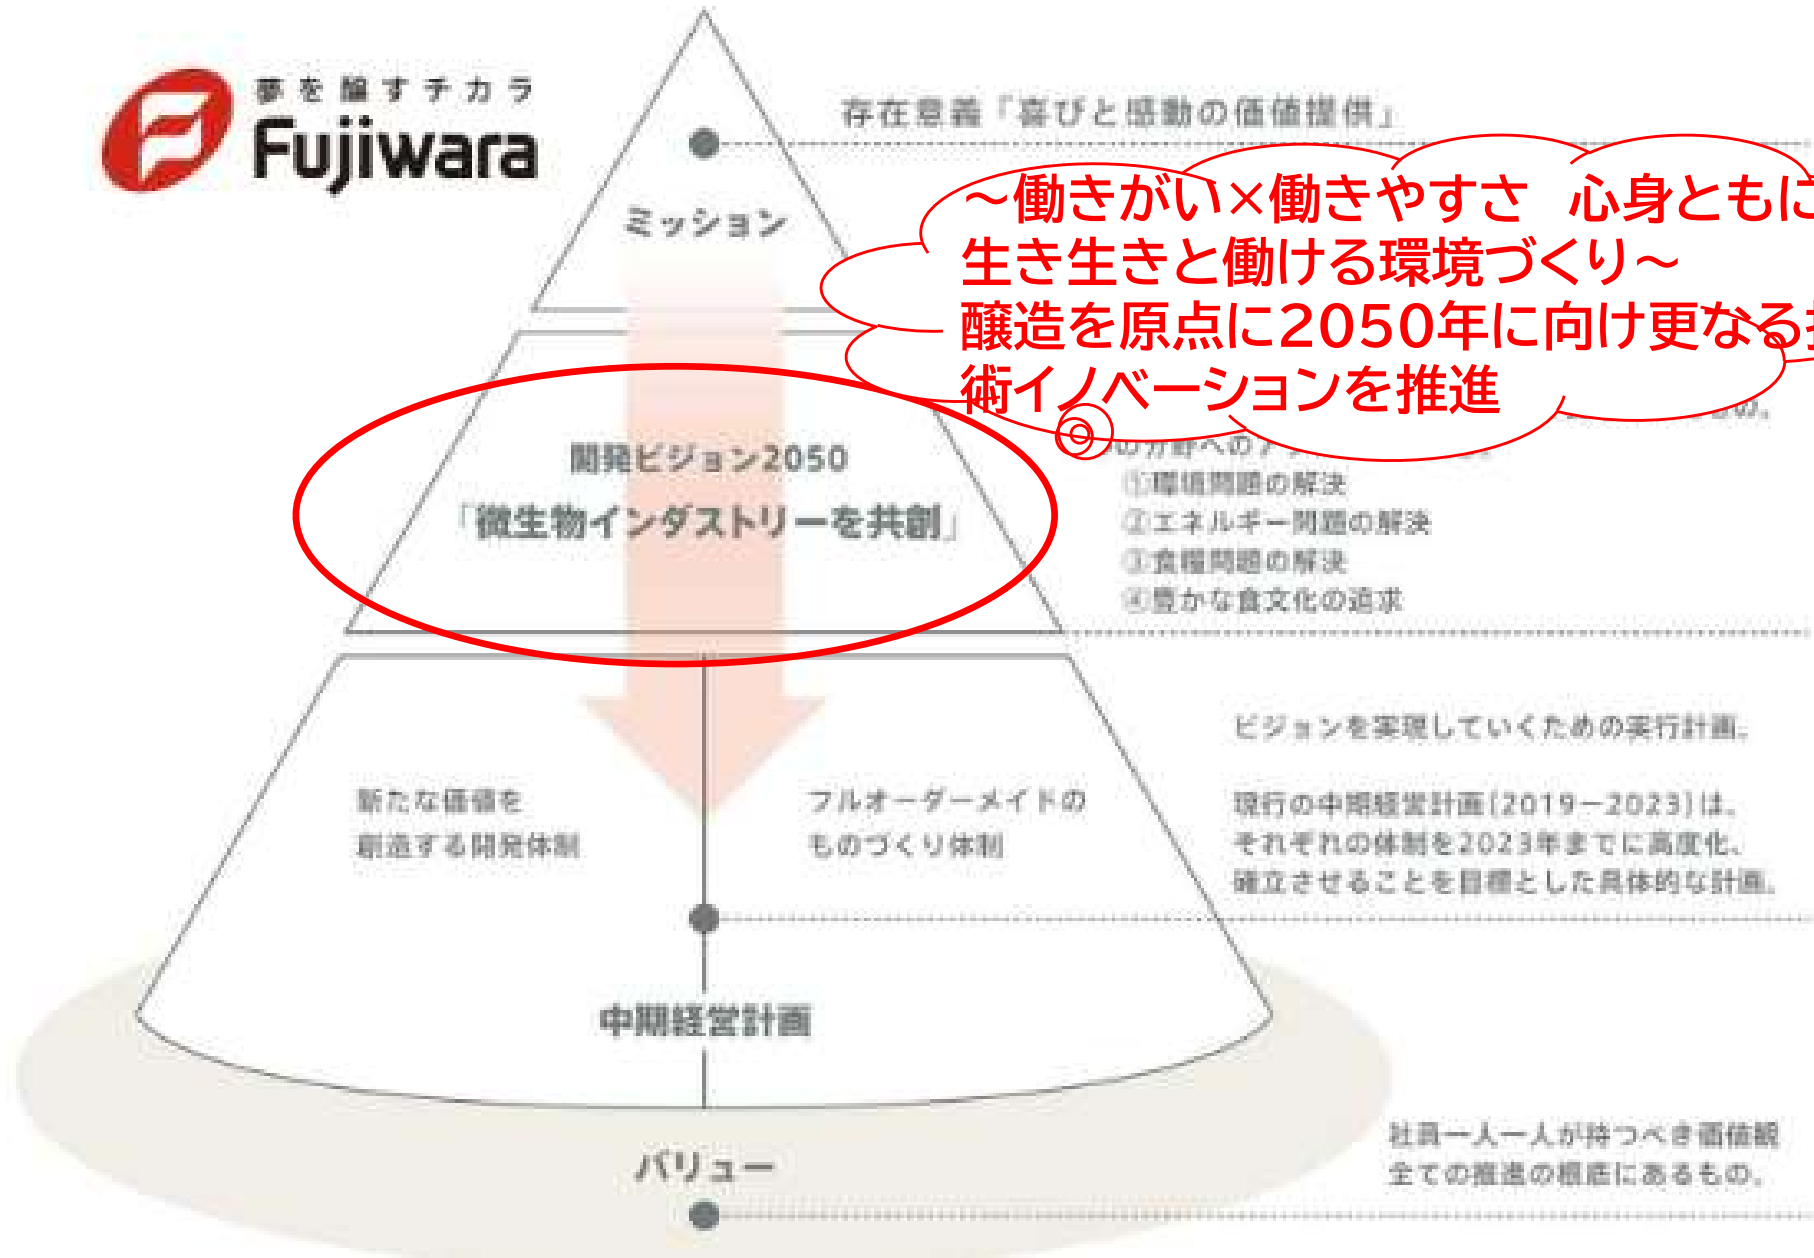 夢を醸すチカラ
Fujiwara
存在意義「喜びと感動の価値提供」
～働きがい×働きやすさ 心身ともに
生き生きと働ける環境づくり～
醸造を原点に2050年に向け更なる技
術イノベーションを推進
ミッション
開発ビジョン2050
「微生物インダストリーを共創」
の分野への
①環境問題の解決
②エネルギー問題の解決
③食糧問題の解決
④豊かな食文化の追求
新たな価値を
創造する開発体制
フルオーダーメイドの
ものづくり体制
ビジョンを実現していくための実行計画。
現行の中期経営計画(2019－2023)は、
それぞれの体制を2023年までに高度化、
確立させることを目標とした具体的な計画。
中期経営計画
バリュー
社員一人一人が持つべき価値観
全ての推進の根底にあるもの。